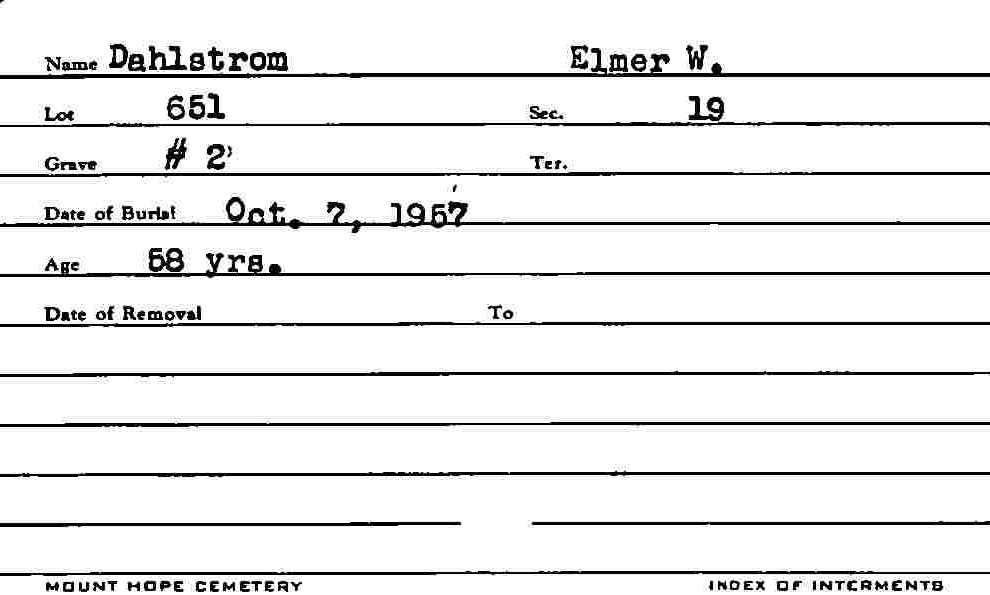 Name Dahlstrom Elmer W.
Lot 651 Sec. 19
Grave # 2 Ter.
Date of Burial Oct. 7, 1957
Age 58 yrs.
Date of Removal To
MOUNT HOPE CEMETERY INDEX OF INTERMENTS